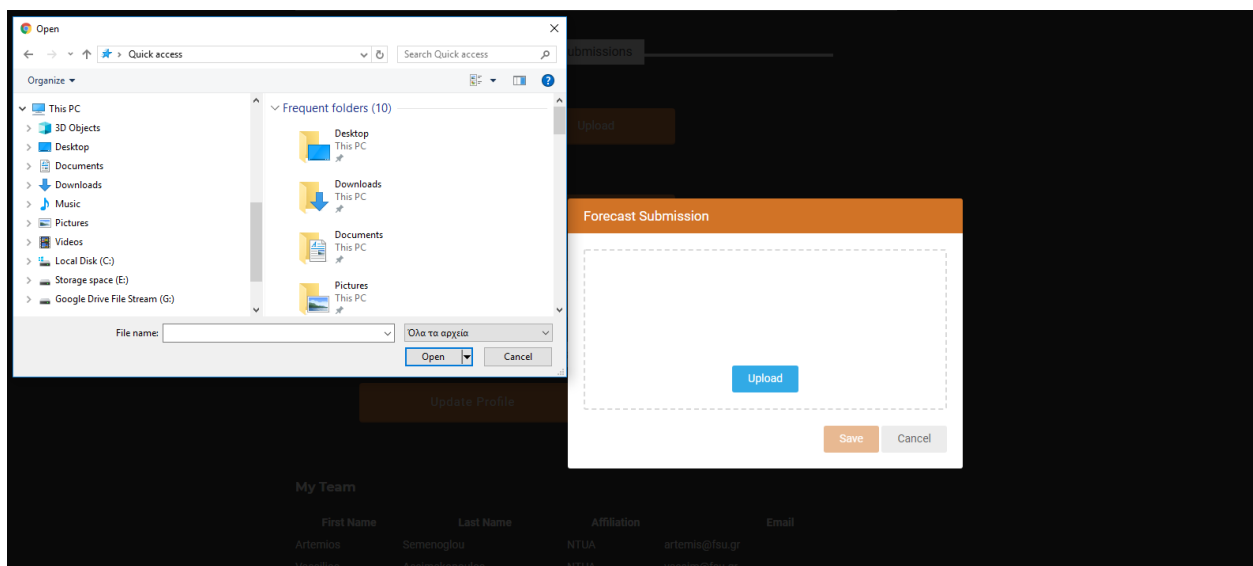 Open
Quick access
Search Quick access
Organize
This PC
3D Objects
Desktop
Documents
Downloads
Music
Pictures
Videos
Local Disk (C:)
Storage space (E:)
Google Drive File Stream (G:)
Frequent folders (10)
Desktop
This PC
Downloads
This PC
Documents
This PC
Pictures
This PC
File name:
Όλα τα αρχεία
Open
Cancel
Upload
Forecast Submission
Upload
Save
Cancel
Update Profile
My Team
First Name Last Name Affiliation Email
Artemios Semenoglou NTUA artemis@fsu.gr